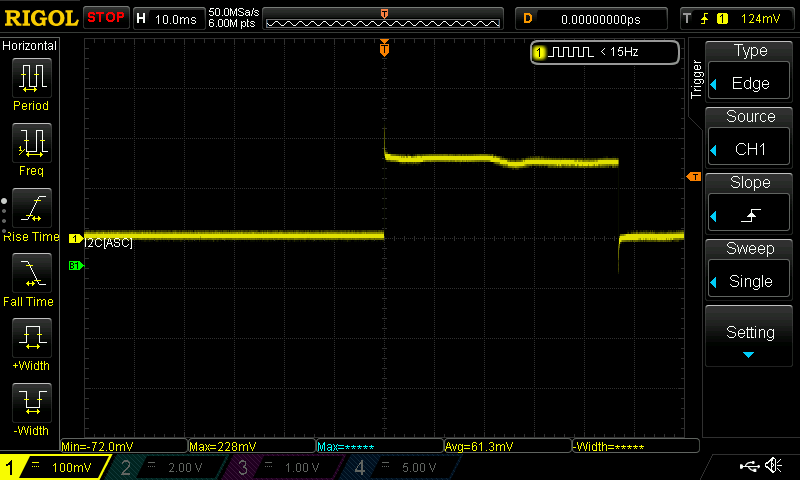 RIGOL STOP H 10.0ms 50.0MSa/s 6.00M pts T D 0.00000000ps T 1 124mV
Horizontal
Period
Freq
Rise Time
Fall Time
+Width
-Width
T
1 < 15Hz
T
1
I2C[ASC]
B1
Trigger
Type
Edge
Source
CH1
Slope
Sweep
Single
Setting
Min=-72.0mV Max=228mV Max=***** Avg=61.3mV -Width=*****
1 100mV 2 2.00 V 3 1.00 V 4 5.00 V